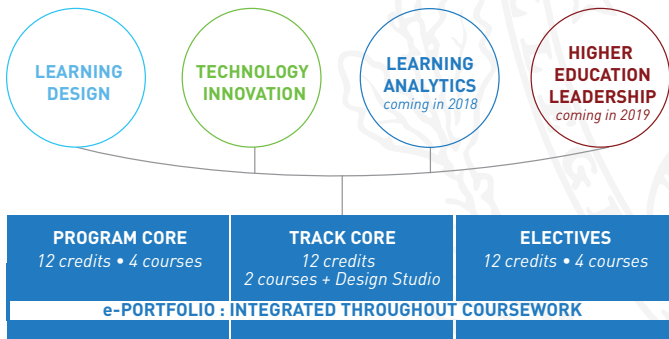 LEARNING
DESIGN
TECHNOLOGY
INNOVATION
LEARNING
ANALYTICS
coming in 2018
HIGHER
EDUCATION
LEADERSHIP
coming in 2019
PROGRAM CORE
12 credits • 4 courses
TRACK CORE
12 credits
2 courses + Design Studio
ELECTIVES
12 credits • 4 courses
e-PORTFOLIO : INTEGRATED THROUGHOUT COURSEWORK